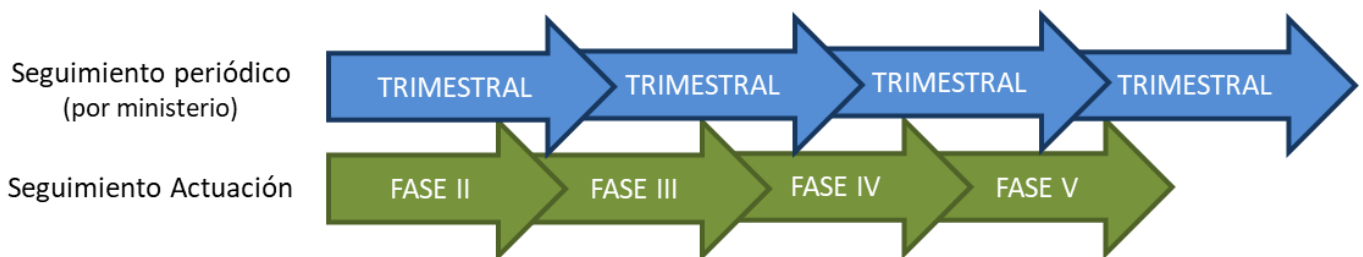 Seguimiento periódico
(por ministerio)
TRIMESTRAL
TRIMESTRAL
TRIMESTRAL
TRIMESTRAL
Seguimiento Actuación
FASE II
FASE III
FASE IV
FASE V